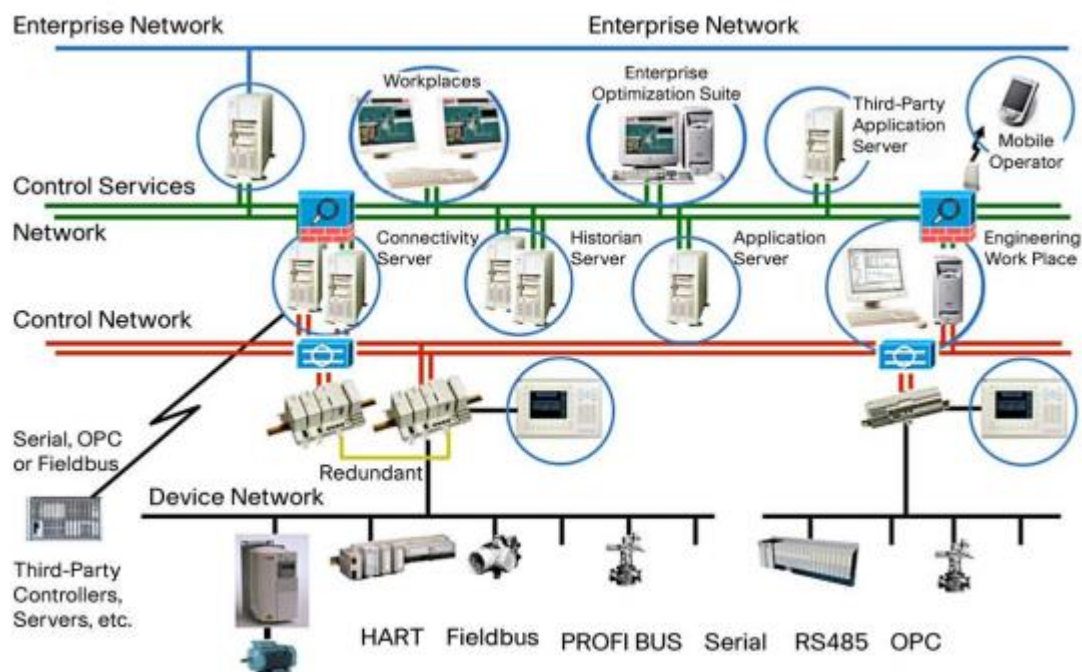 Enterprise Network
Enterprise Network
Workplaces
Enterprise
Optimization Suite
Third-Party
Application
Server
Mobile
Operator
Control Services
Network
Connectivity
Server
Historian
Server
Application
Server
Engineering
Work Place
Control Network
Serial, OPC
or Fieldbus
Redundant
Device Network
Third-Party
Controllers,
Servers, etc.
HART
Fieldbus
PROFI BUS
Serial
RS485
OPC